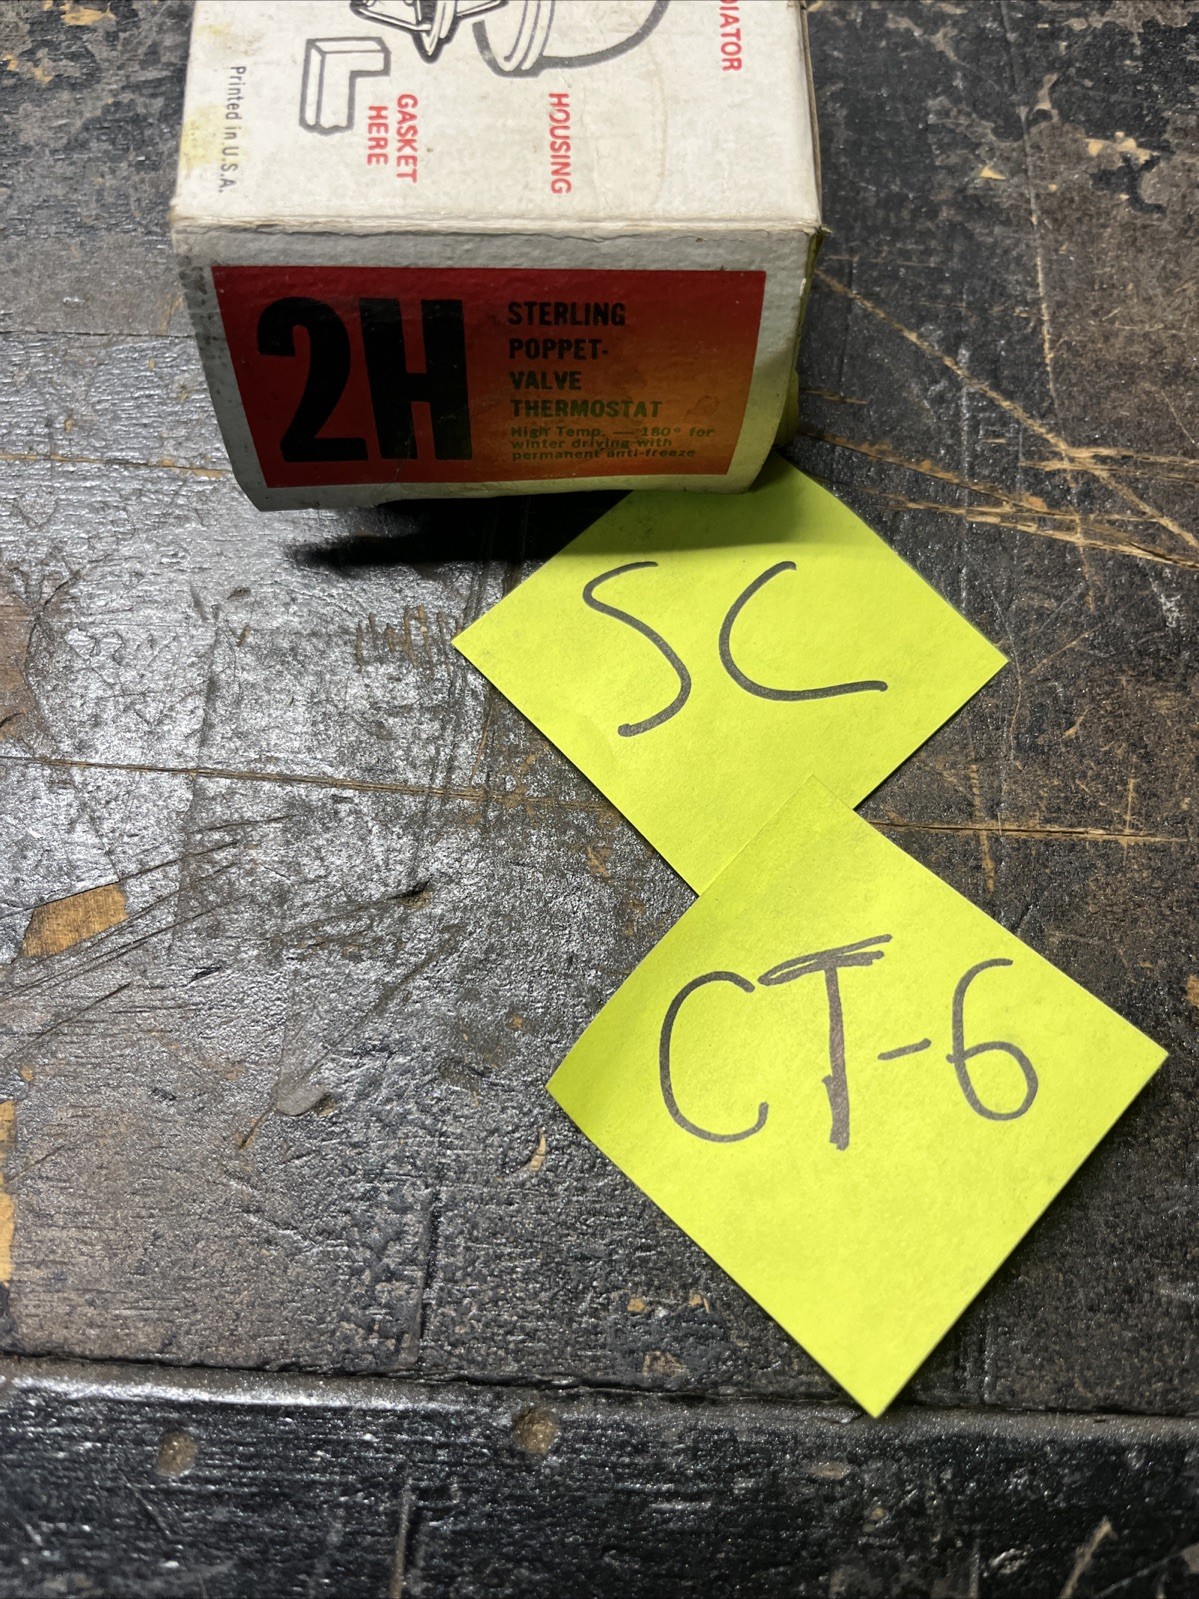 DIATOR
HOUSING
GASKET
HERE
Printed in U.S.A.
2H
STERLING
POPPET-
VALVE
THERMOSTAT
High Temp. — 180° for
winter driving with
permanent anti-freeze
SC
CT-6